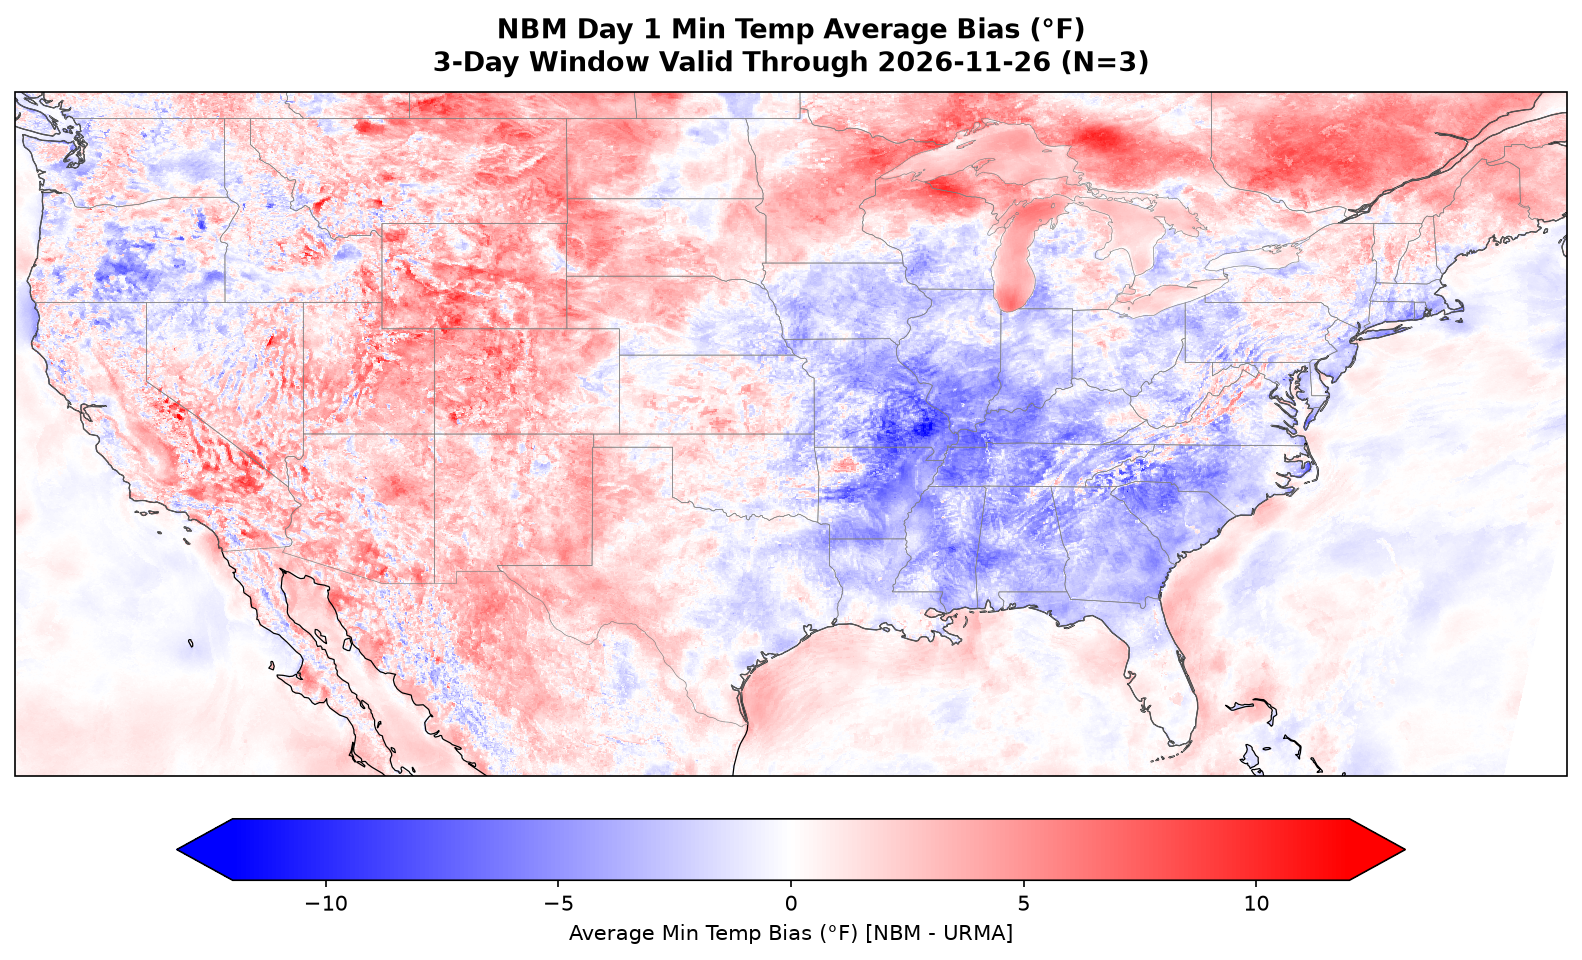 NBM Day 1 Min Temp Average Bias (°F)
3-Day Window Valid Through 2026-11-26 (N=3)
−10 −5 0 5 10
Average Min Temp Bias (°F) [NBM - URMA]